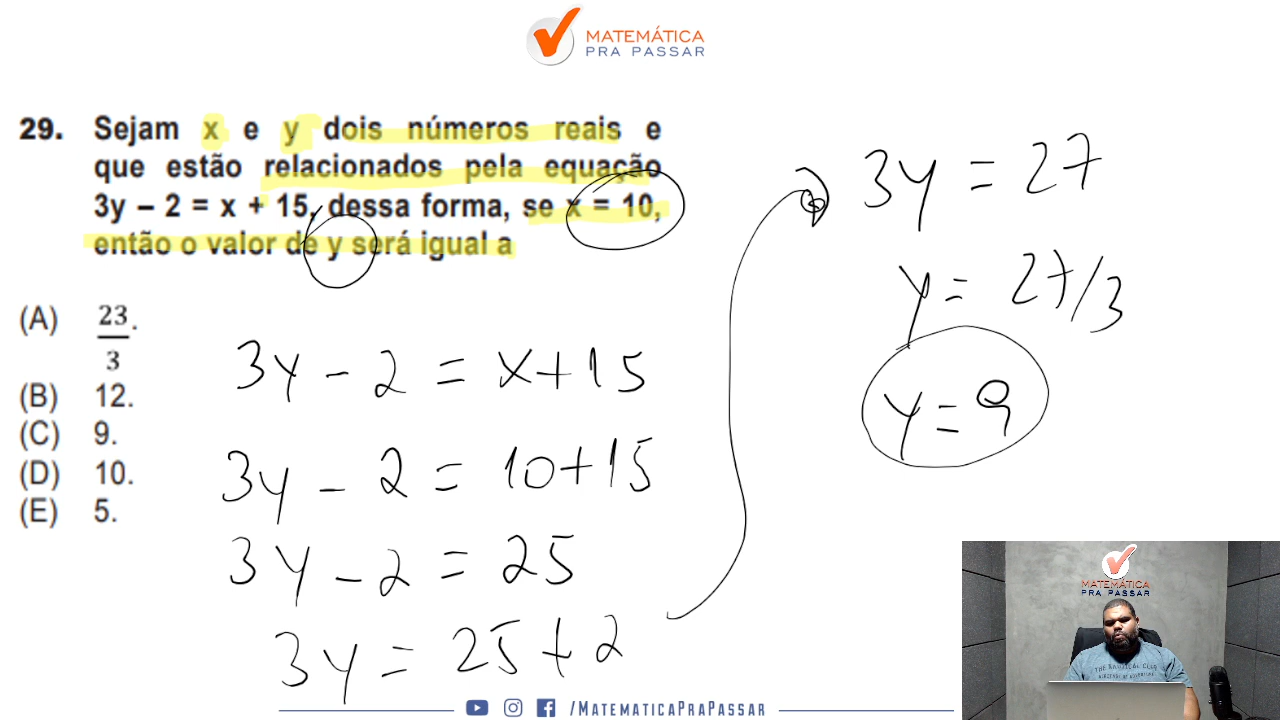 MATEMÁTICA
PRA PASSAR
29. Sejam x e y dois números reais e
que estão relacionados pela equação
3y – 2 = x + 15, dessa forma, se x = 10,
então o valor de y será igual a
(A) 23/3.
(B) 12.
(C) 9.
(D) 10.
(E) 5.
3y - 2 = x + 15
3y - 2 = 10 + 15
3y - 2 = 25
3y = 25 + 2
3y = 27
y = 27/3
y = 9
MATEMÁTICA
PRA PASSAR
/MatematicaPraPassar